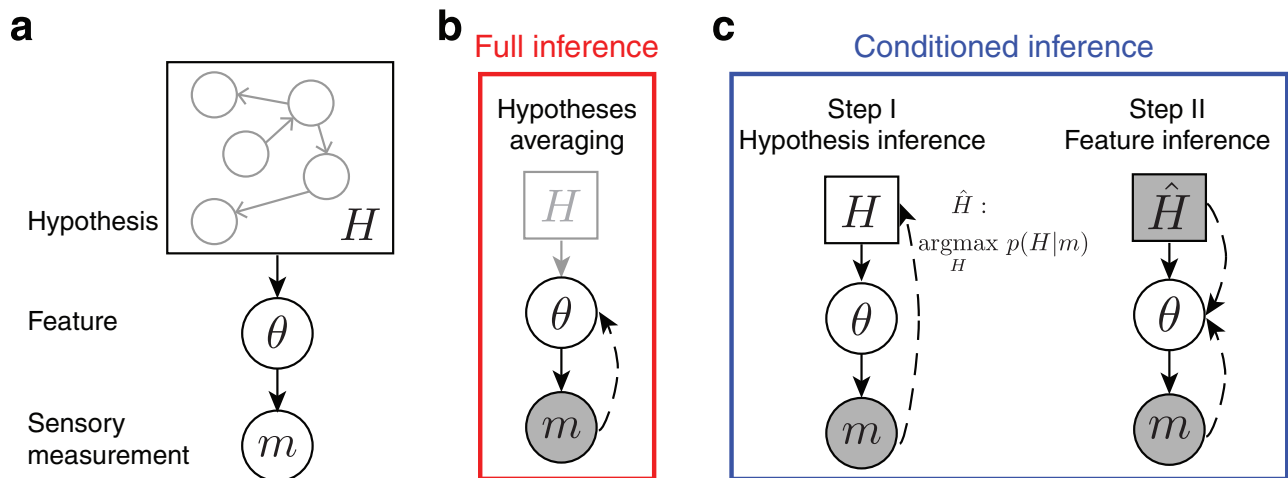 a
H
Hypothesis
Feature
θ
Sensory
measurement
m
b
Full inference
Hypotheses
averaging
H
θ
m
c
Conditioned inference
Step I
Hypothesis inference
H
Ĥ :
argmax p(H|m)
H
θ
m
Step II
Feature inference
Ĥ
θ
m